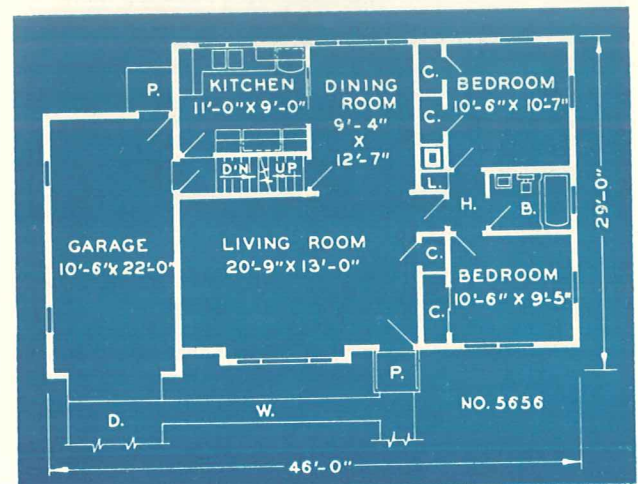 P.
KITCHEN
11'-0" X 9'-0"
DINING
ROOM
9'-4"
X
12'-7"
C.
C.
L.
BEDROOM
10'-6" X 10'-7"
D'N
UP
H.
B.
29'-0"
GARAGE
10'-6" X 22'-0"
LIVING ROOM
20'-9" X 13'-0"
C.
C.
BEDROOM
10'-6" X 9'-5"
P.
D.
W.
NO. 5656
46'-0"